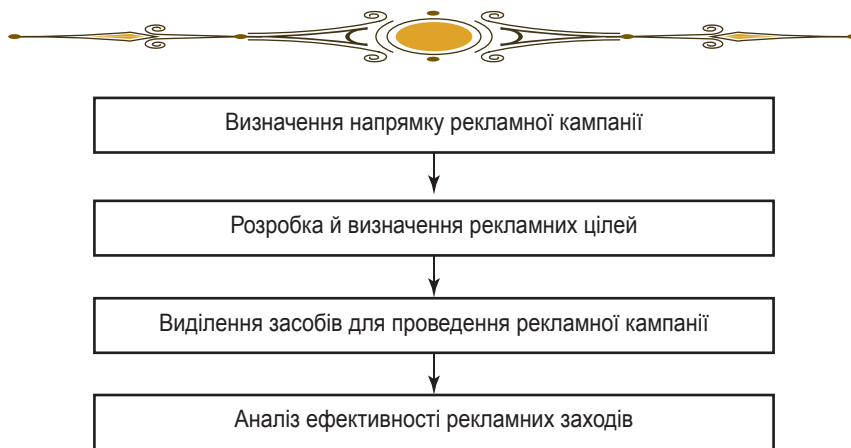 Визначення напрямку рекламної кампанії
Розробка й визначення рекламних цілей
Виділення засобів для проведення рекламної кампанії
Аналіз ефективності рекламних заходів